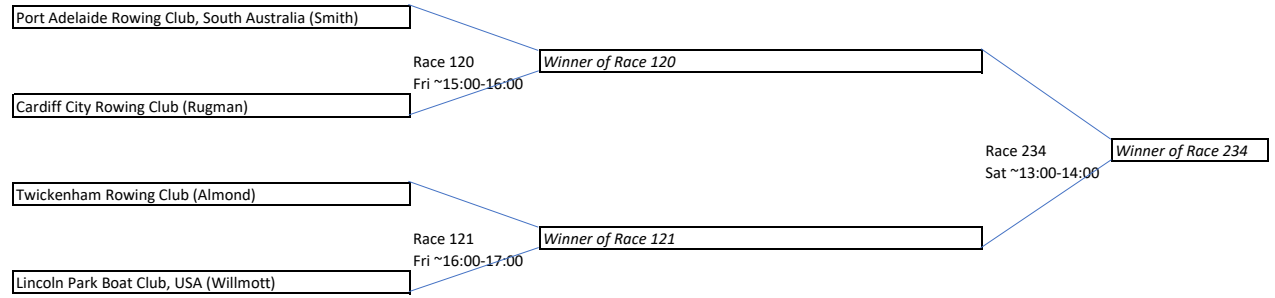 Port Adelaide Rowing Club, South Australia (Smith)
Race 120
Winner of Race 120
Fri ~15:00-16:00
Cardiff City Rowing Club (Rugman)
Race 234
Winner of Race 234
Sat ~13:00-14:00
Twickenham Rowing Club (Almond)
Race 121
Winner of Race 121
Fri ~16:00-17:00
Lincoln Park Boat Club, USA (Willmott)